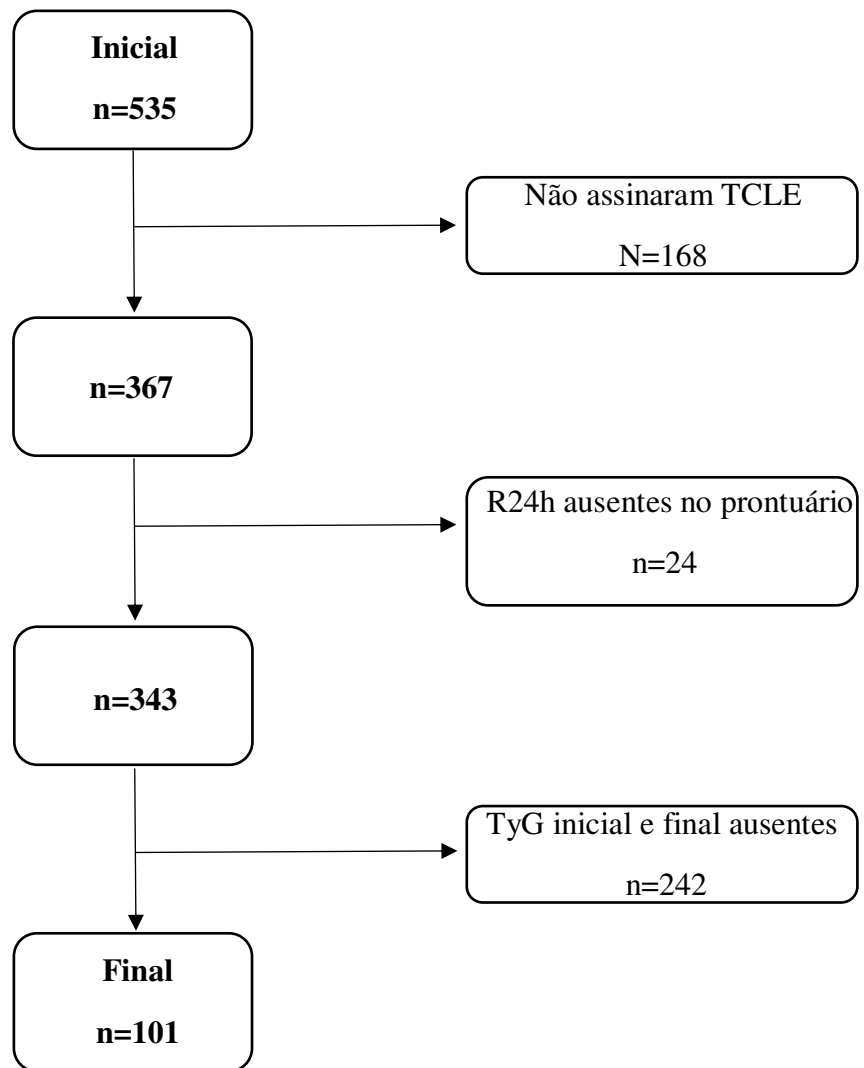 Inicial
n=535
Não assinaram TCLE
N=168
n=367
R24h ausentes no prontuário
n=24
n=343
TyG inicial e final ausentes
n=242
Final
n=101